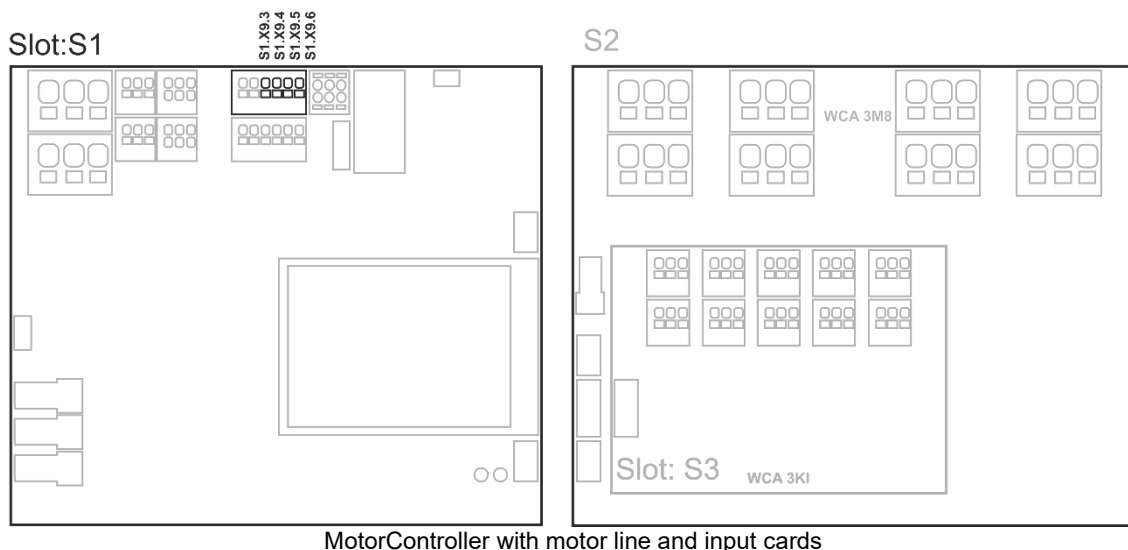 Slot:S1
S1.X9.3
S1.X9.4
S1.X9.5
S1.X9.6
S2
WCA 3M8
Slot: S3
WCA 3KI
MotorController with motor line and input cards